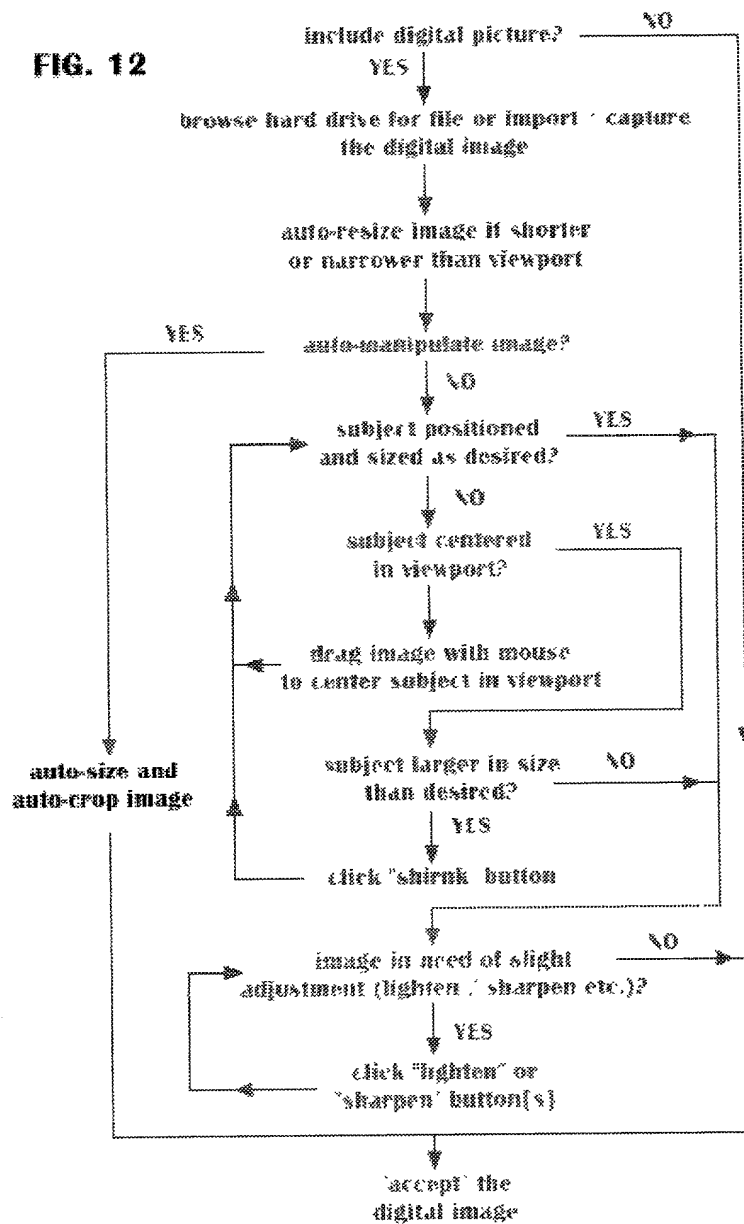 FIG. 12
include digital picture?
NO
YES
browse hard drive for file or import / capture
the digital image
auto-resize image if shorter
or narrower than viewport
YES
auto-manipulate image?
NO
subject positioned
and sized as desired?
YES
NO
subject centered
in viewport?
YES
drag image with mouse
to center subject in viewport
auto-size and
auto-crop image
subject larger in size
than desired?
NO
YES
click "shirnk" button
image in need of slight
adjustment (lighten / sharpen etc.)?
NO
YES
click "lighten" or
"sharpen" button[s]
"accept" the
digital image